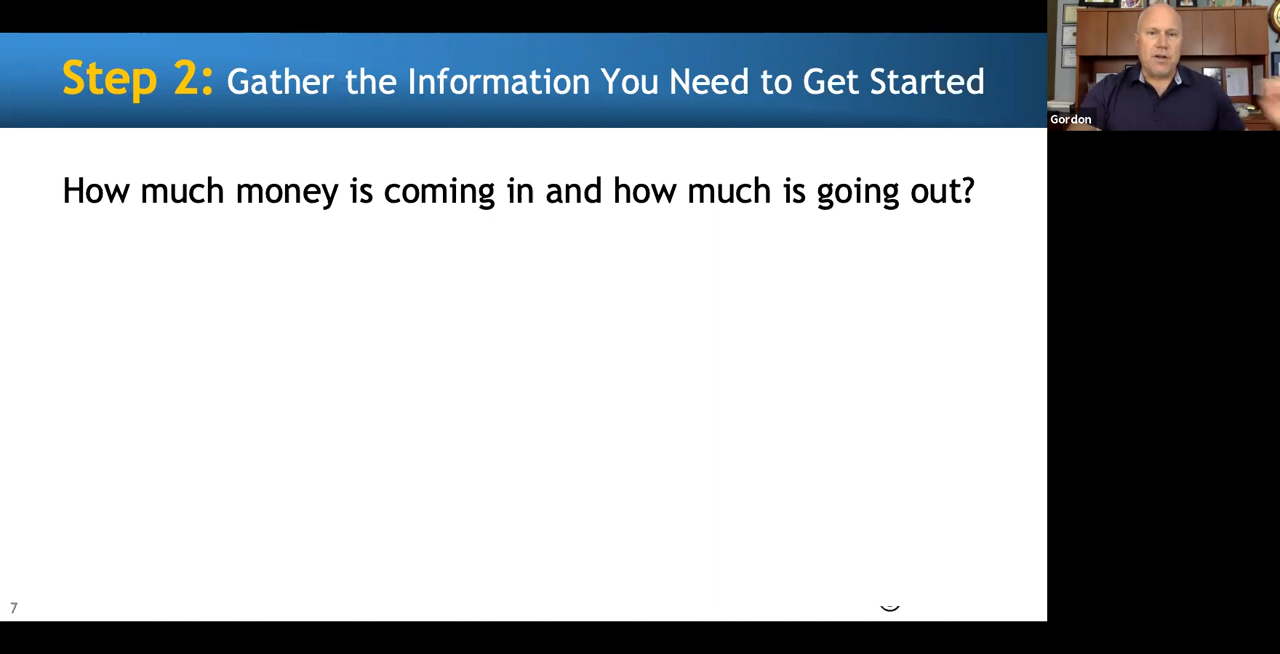 Step 2: Gather the Information You Need to Get Started
Gordon
How much money is coming in and how much is going out?
7